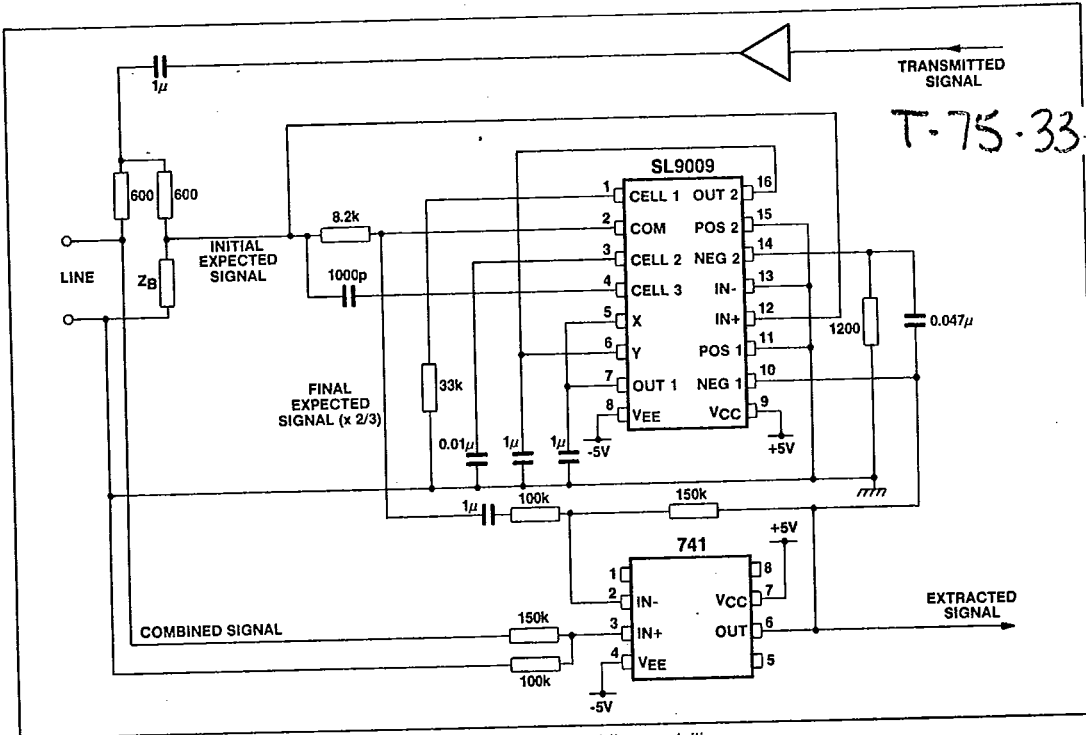 TRANSMITTED
SIGNAL
T-75-33
1µ
600
600
LINE
ZB
INITIAL
EXPECTED
SIGNAL
8.2k
1000p
SL9009
1
CELL 1
2
COM
3
CELL 2
4
CELL 3
5
X
6
Y
7
OUT 1
8
VEE
-5V
16
OUT 2
15
POS 2
14
NEG 2
13
IN-
12
IN+
11
POS 1
10
NEG 1
9
VCC
+5V
1200
0.047µ
33k
FINAL
EXPECTED
SIGNAL (x 2/3)
0.01µ
1µ
1µ
1µ
100k
150k
741
1
2
IN-
3
IN+
4
VEE
-5V
8
7
VCC
+5V
6
OUT
5
COMBINED SIGNAL
150k
100k
EXTRACTED
SIGNAL